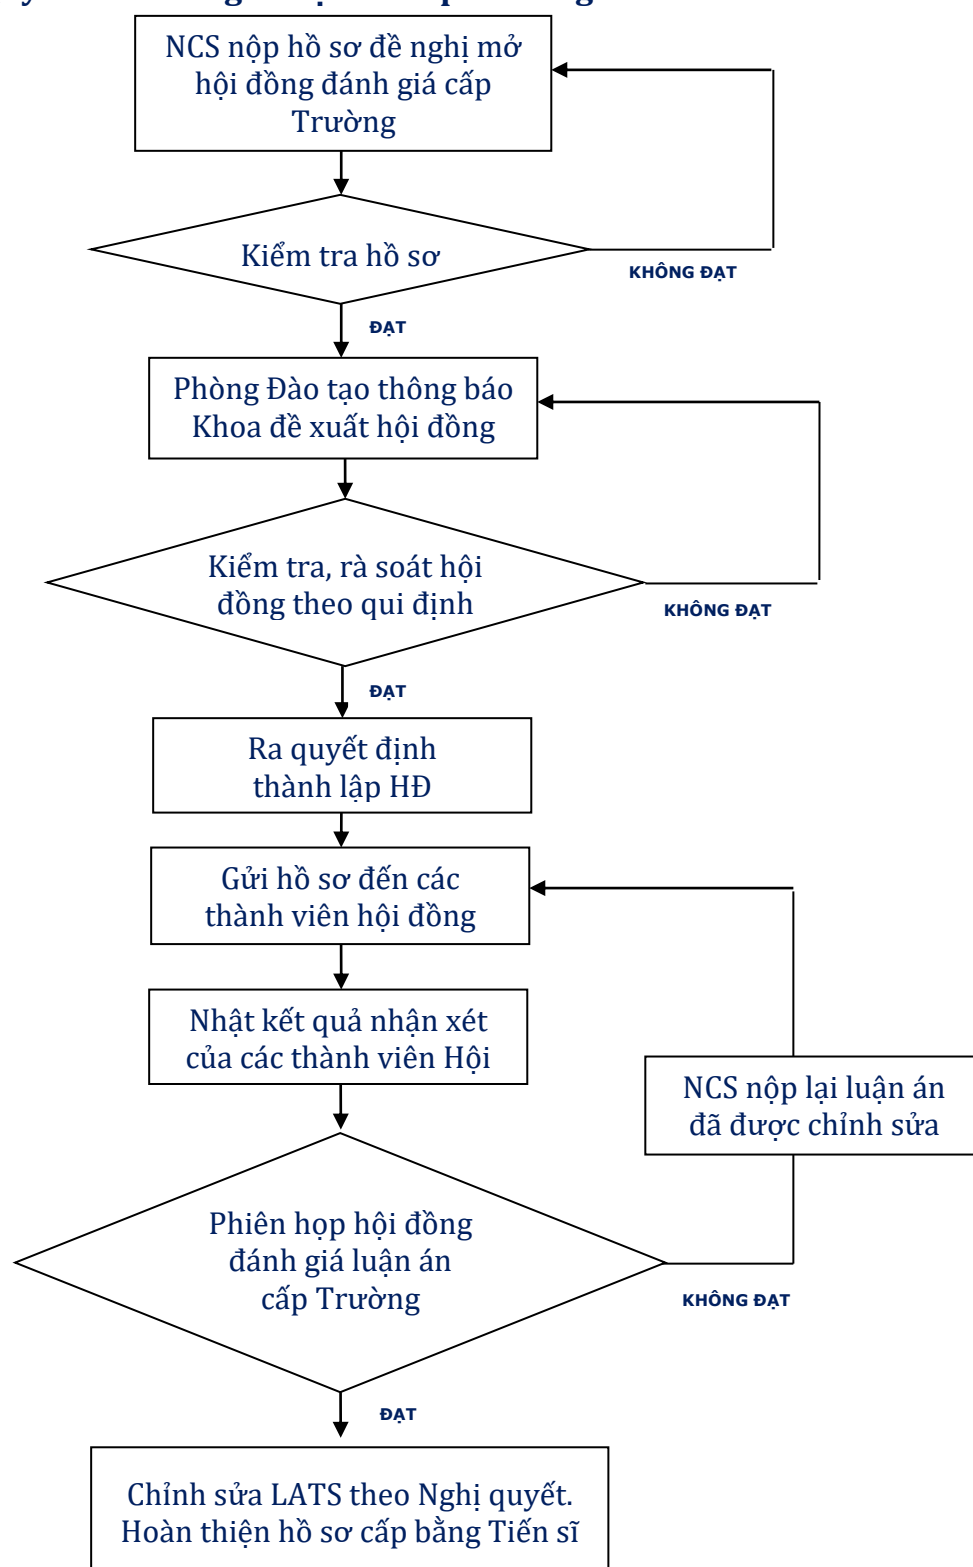 NCS nộp hồ sơ đề nghị mở
hội đồng đánh giá cấp
Trường
Kiểm tra hồ sơ
KHÔNG ĐẠT
ĐẠT
Phòng Đào tạo thông báo
Khoa đề xuất hội đồng
Kiểm tra, rà soát hội
đồng theo qui định
KHÔNG ĐẠT
ĐẠT
Ra quyết định
thành lập HĐ
Gửi hồ sơ đến các
thành viên hội đồng
Nhật kết quả nhận xét
của các thành viên Hội
NCS nộp lại luận án
đã được chỉnh sửa
Phiên họp hội đồng
đánh giá luận án
cấp Trường
KHÔNG ĐẠT
ĐẠT
Chỉnh sửa LATS theo Nghị quyết.
Hoàn thiện hồ sơ cấp bằng Tiến sĩ